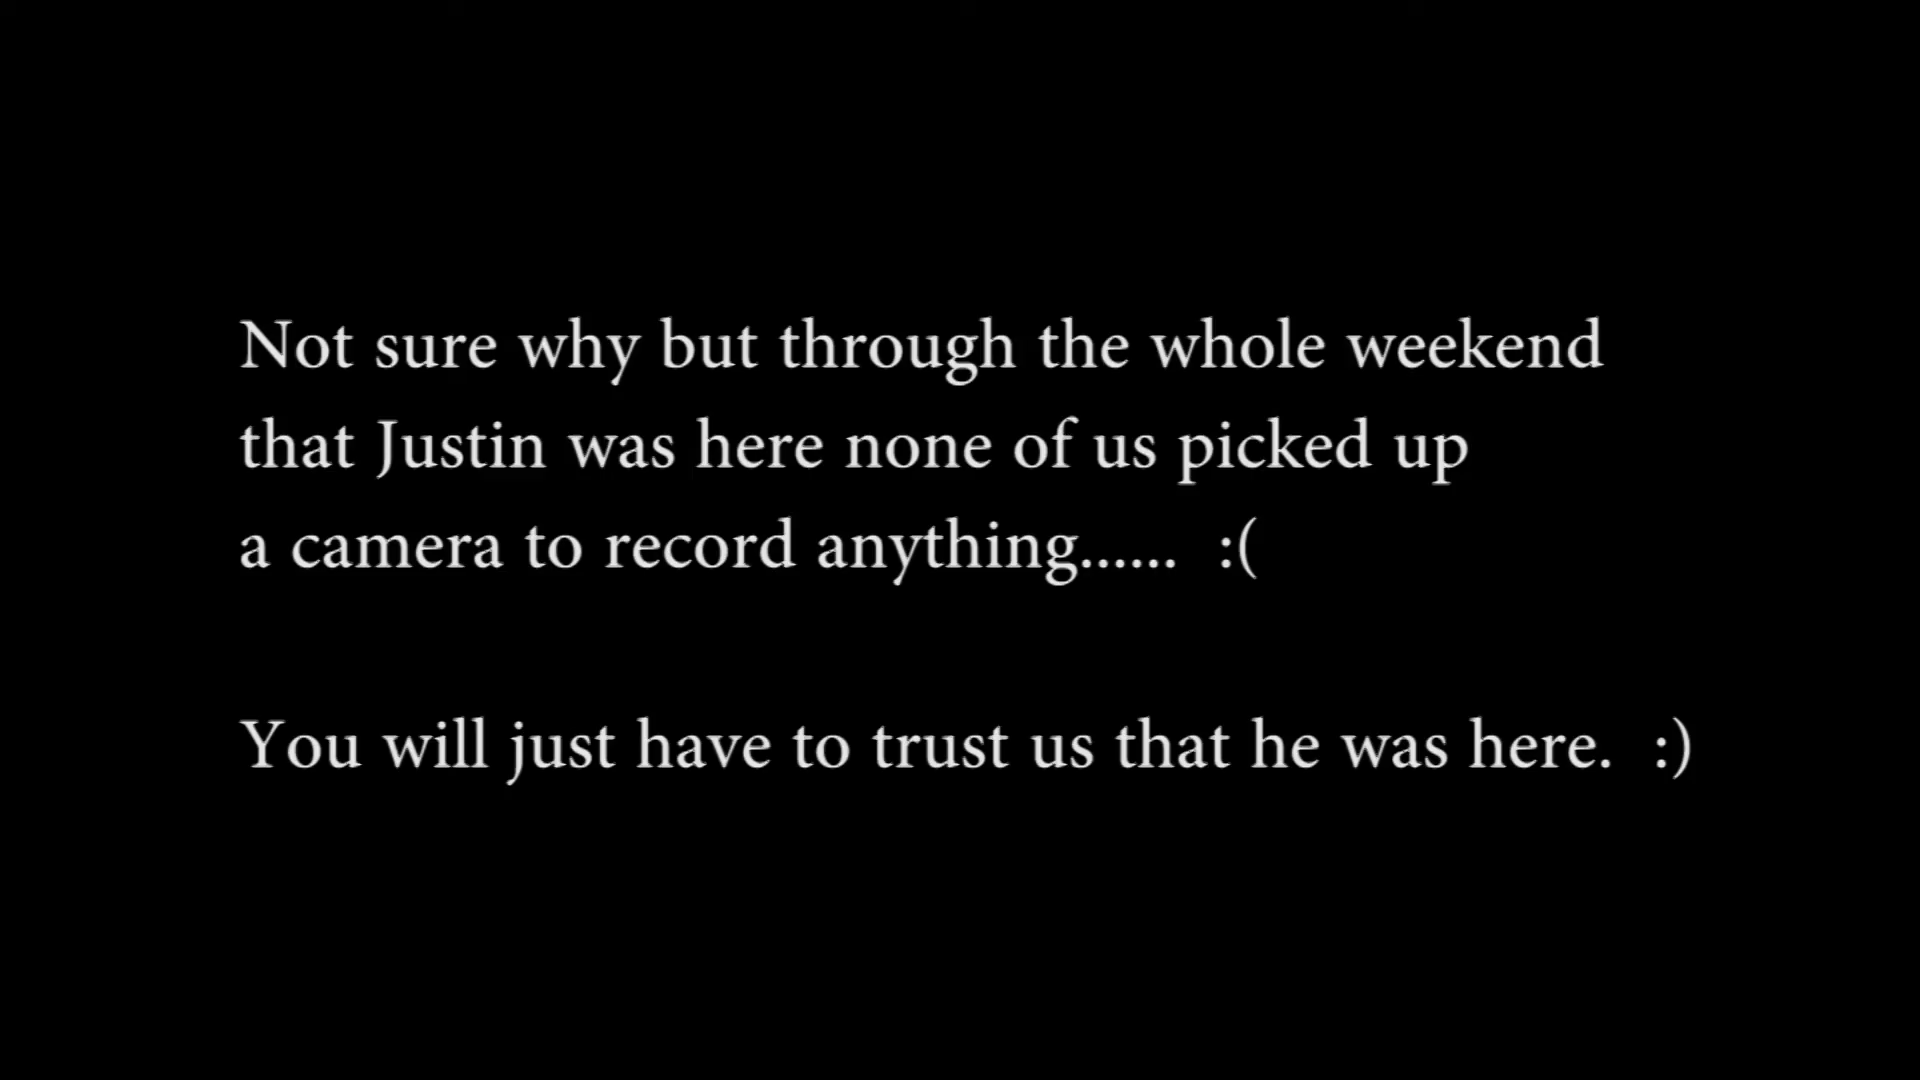 Not sure why but through the whole weekend
that Justin was here none of us picked up
a camera to record anything......  :(
You will just have to trust us that he was here.  :)